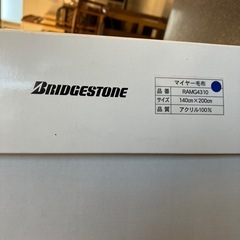 BRIDGESTONE
マイヤー毛布
品番 RAMG4310
サイズ 140cm×200cm
品質 アクリル100%